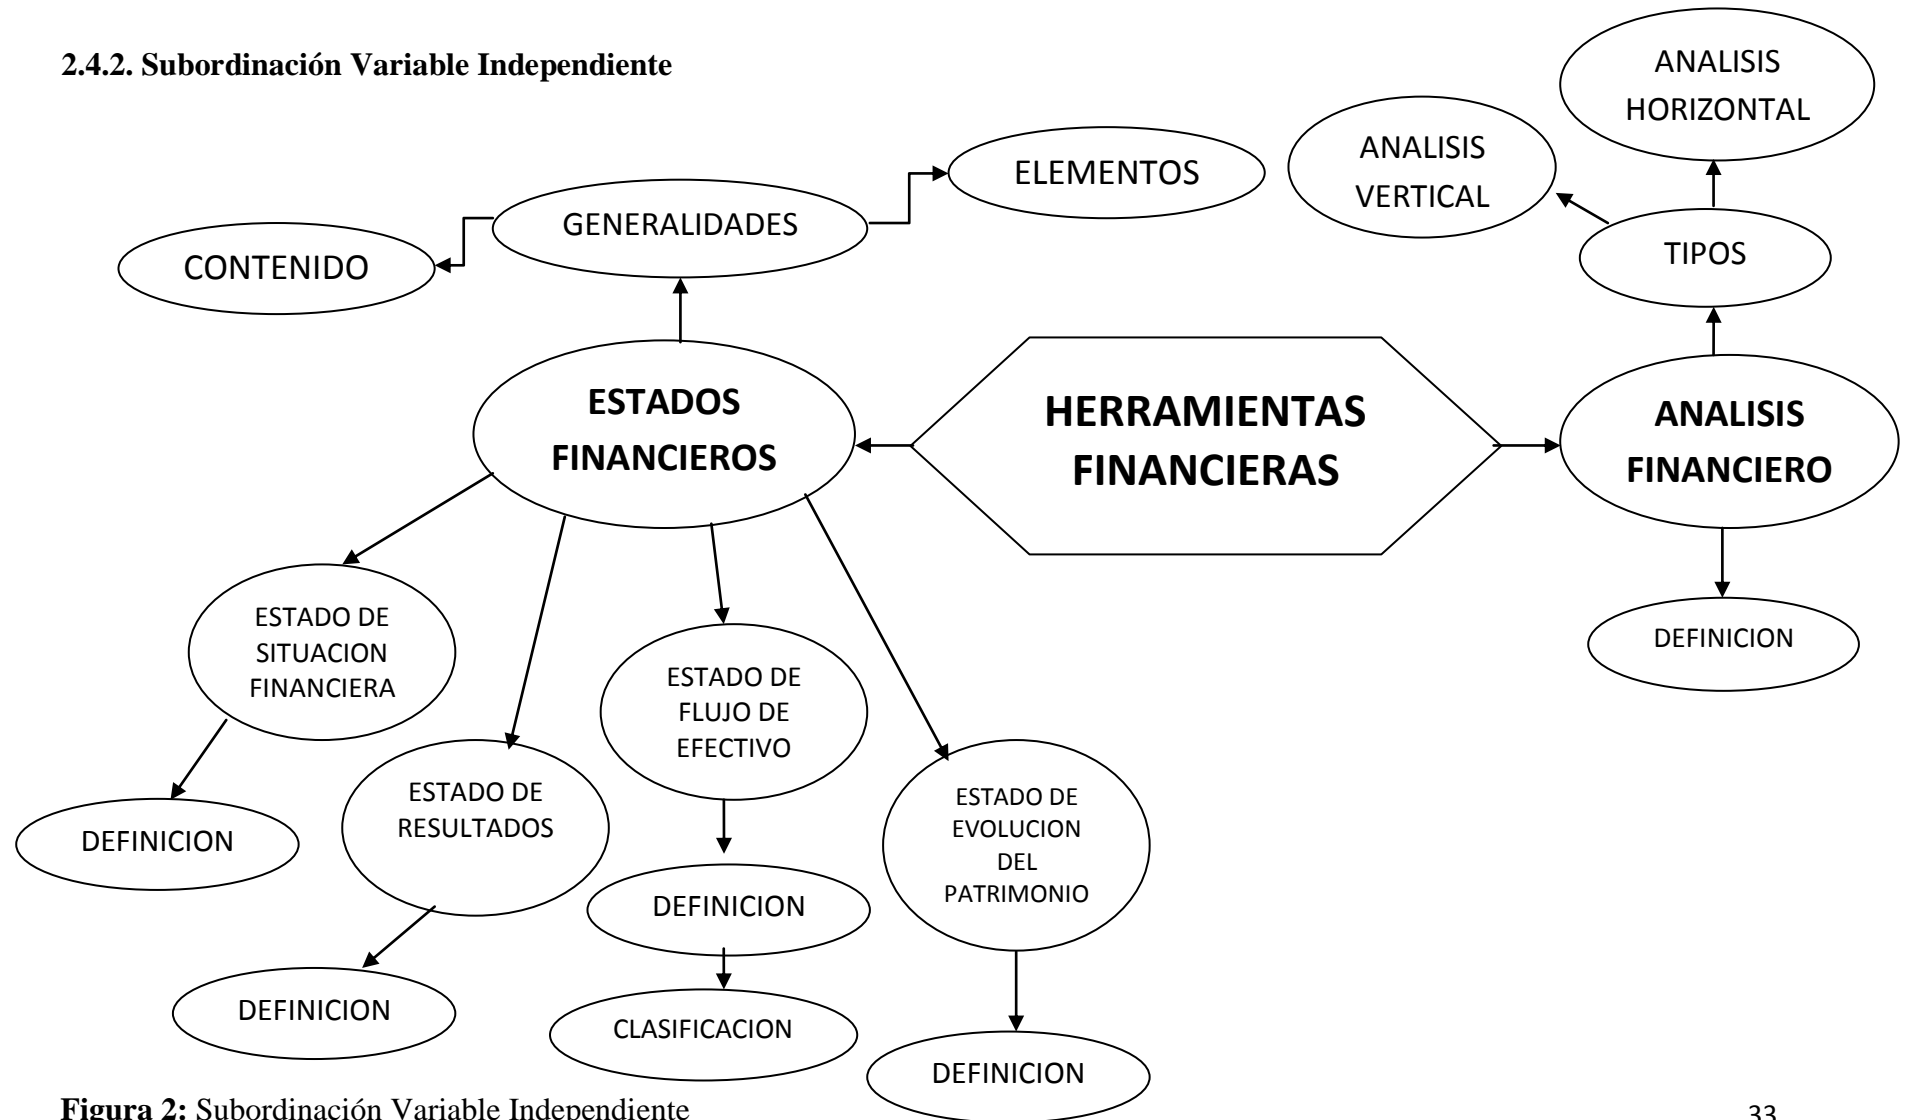 2.4.2. Subordinación Variable Independiente
ANALISIS
HORIZONTAL
ANALISIS
VERTICAL
ELEMENTOS
GENERALIDADES
CONTENIDO
TIPOS
ESTADOS
FINANCIEROS
HERRAMIENTAS
FINANCIERAS
ANALISIS
FINANCIERO
ESTADO DE
SITUACION
FINANCIERA
ESTADO DE
FLUJO DE
EFECTIVO
DEFINICION
ESTADO DE
RESULTADOS
ESTADO DE
EVOLUCION
DEL
PATRIMONIO
DEFINICION
DEFINICION
DEFINICION
CLASIFICACION
DEFINICION
Figura 2: Subordinación Variable Independiente
33